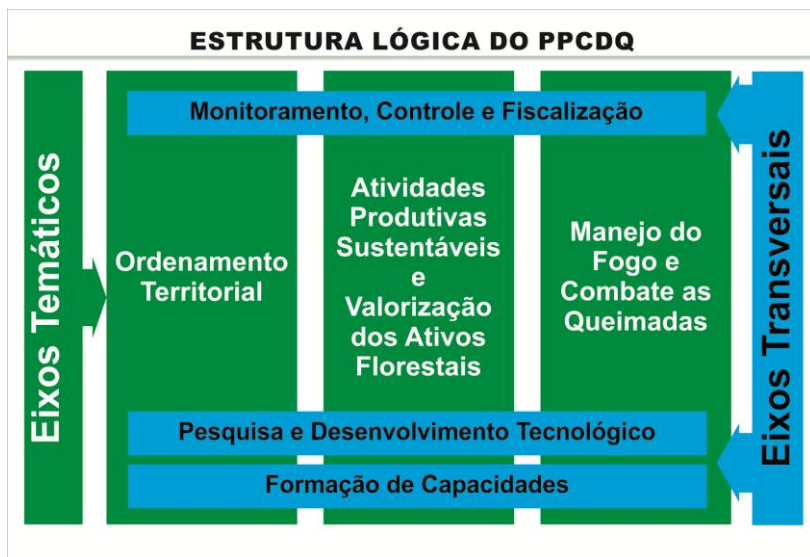 ESTRUTURA LÓGICA DO PPCDQ
Eixos Temáticos
Monitoramento, Controle e Fiscalização
Ordenamento
Territorial
Atividades
Produtivas
Sustentáveis
e
Valorização
dos Ativos
Florestais
Manejo do
Fogo e
Combate as
Queimadas
Pesquisa e Desenvolvimento Tecnológico
Formação de Capacidades
Eixos Transversais